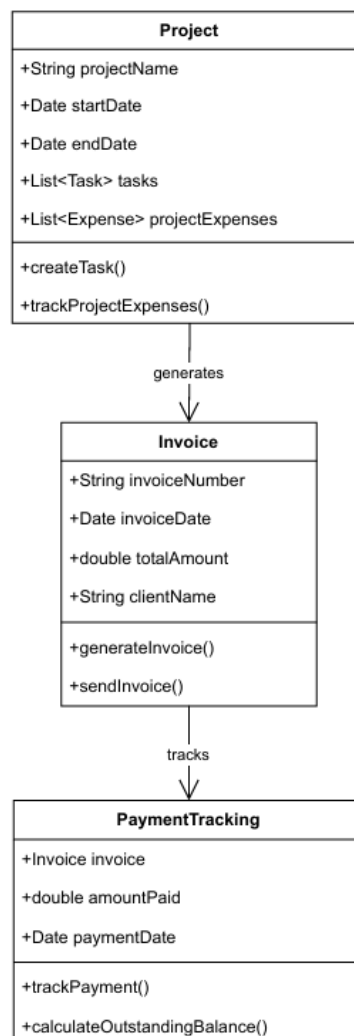 Project
+String projectName
+Date startDate
+Date endDate
+List<Task> tasks
+List<Expense> projectExpenses
+createTask()
+trackProjectExpenses()
generates
Invoice
+String invoiceNumber
+Date invoiceDate
+double totalAmount
+String clientName
+generateInvoice()
+sendInvoice()
tracks
PaymentTracking
+Invoice invoice
+double amountPaid
+Date paymentDate
+trackPayment()
+calculateOutstandingBalance()